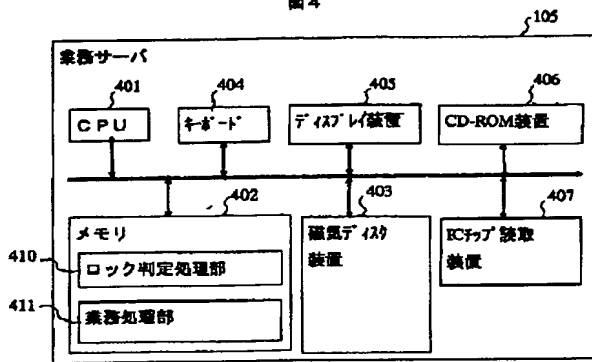 図4
105
業務サーバ
401
404
405
406
CPU
キーボード
ディスプレイ装置
CD-ROM装置
402
403
407
メモリ
磁気ディスク
装置
ICチップ読取
装置
410
ロック判定処理部
411
業務処理部